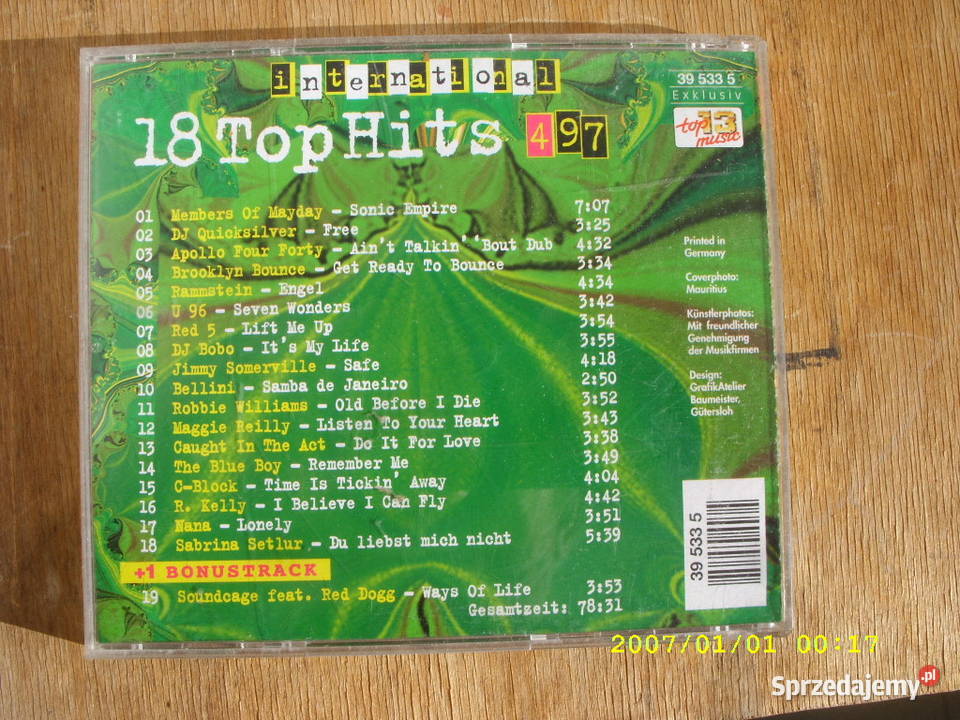 international
18 Top Hits 497
39 533 5
Exklusiv
top 13 music
01 Members Of Mayday – Sonic Empire 7:07
02 DJ Quicksilver – Free 3:25
03 Apollo Four Forty – Ain't Talkin' 'Bout Dub 4:32
04 Brooklyn Bounce – Get Ready To Bounce 3:34
05 Rammstein – Engel 4:34
06 U 96 – Seven Wonders 3:42
07 Red 5 – Lift Me Up 3:54
08 DJ Bobo – It's My Life 3:55
09 Jimmy Somerville – Safe 4:18
10 Bellini – Samba de Janeiro 2:50
11 Robbie Williams – Old Before I Die 3:52
12 Maggie Reilly – Listen To Your Heart 3:43
13 Caught In The Act – Do It For Love 3:38
14 The Blue Boy – Remember Me 3:49
15 C-Block – Time Is Tickin' Away 4:04
16 R. Kelly – I Believe I Can Fly 4:42
17 Nana – Lonely 3:51
18 Sabrina Setlur – Du liebst mich nicht 5:39
+1 BONUSTRACK
19 Soundcage feat. Red Dogg – Ways Of Life 3:53
Gesamtzeit: 78:31
Printed in
Germany
Coverphoto:
Mauritius
Künstlerphotos:
Mit freundlicher
Genehmigung
der Musikfirmen
Design:
GrafikAtelier
Baumeister,
Gütersloh
39 533 5
2007/01/01 00:17
Sprzedajemy.pl